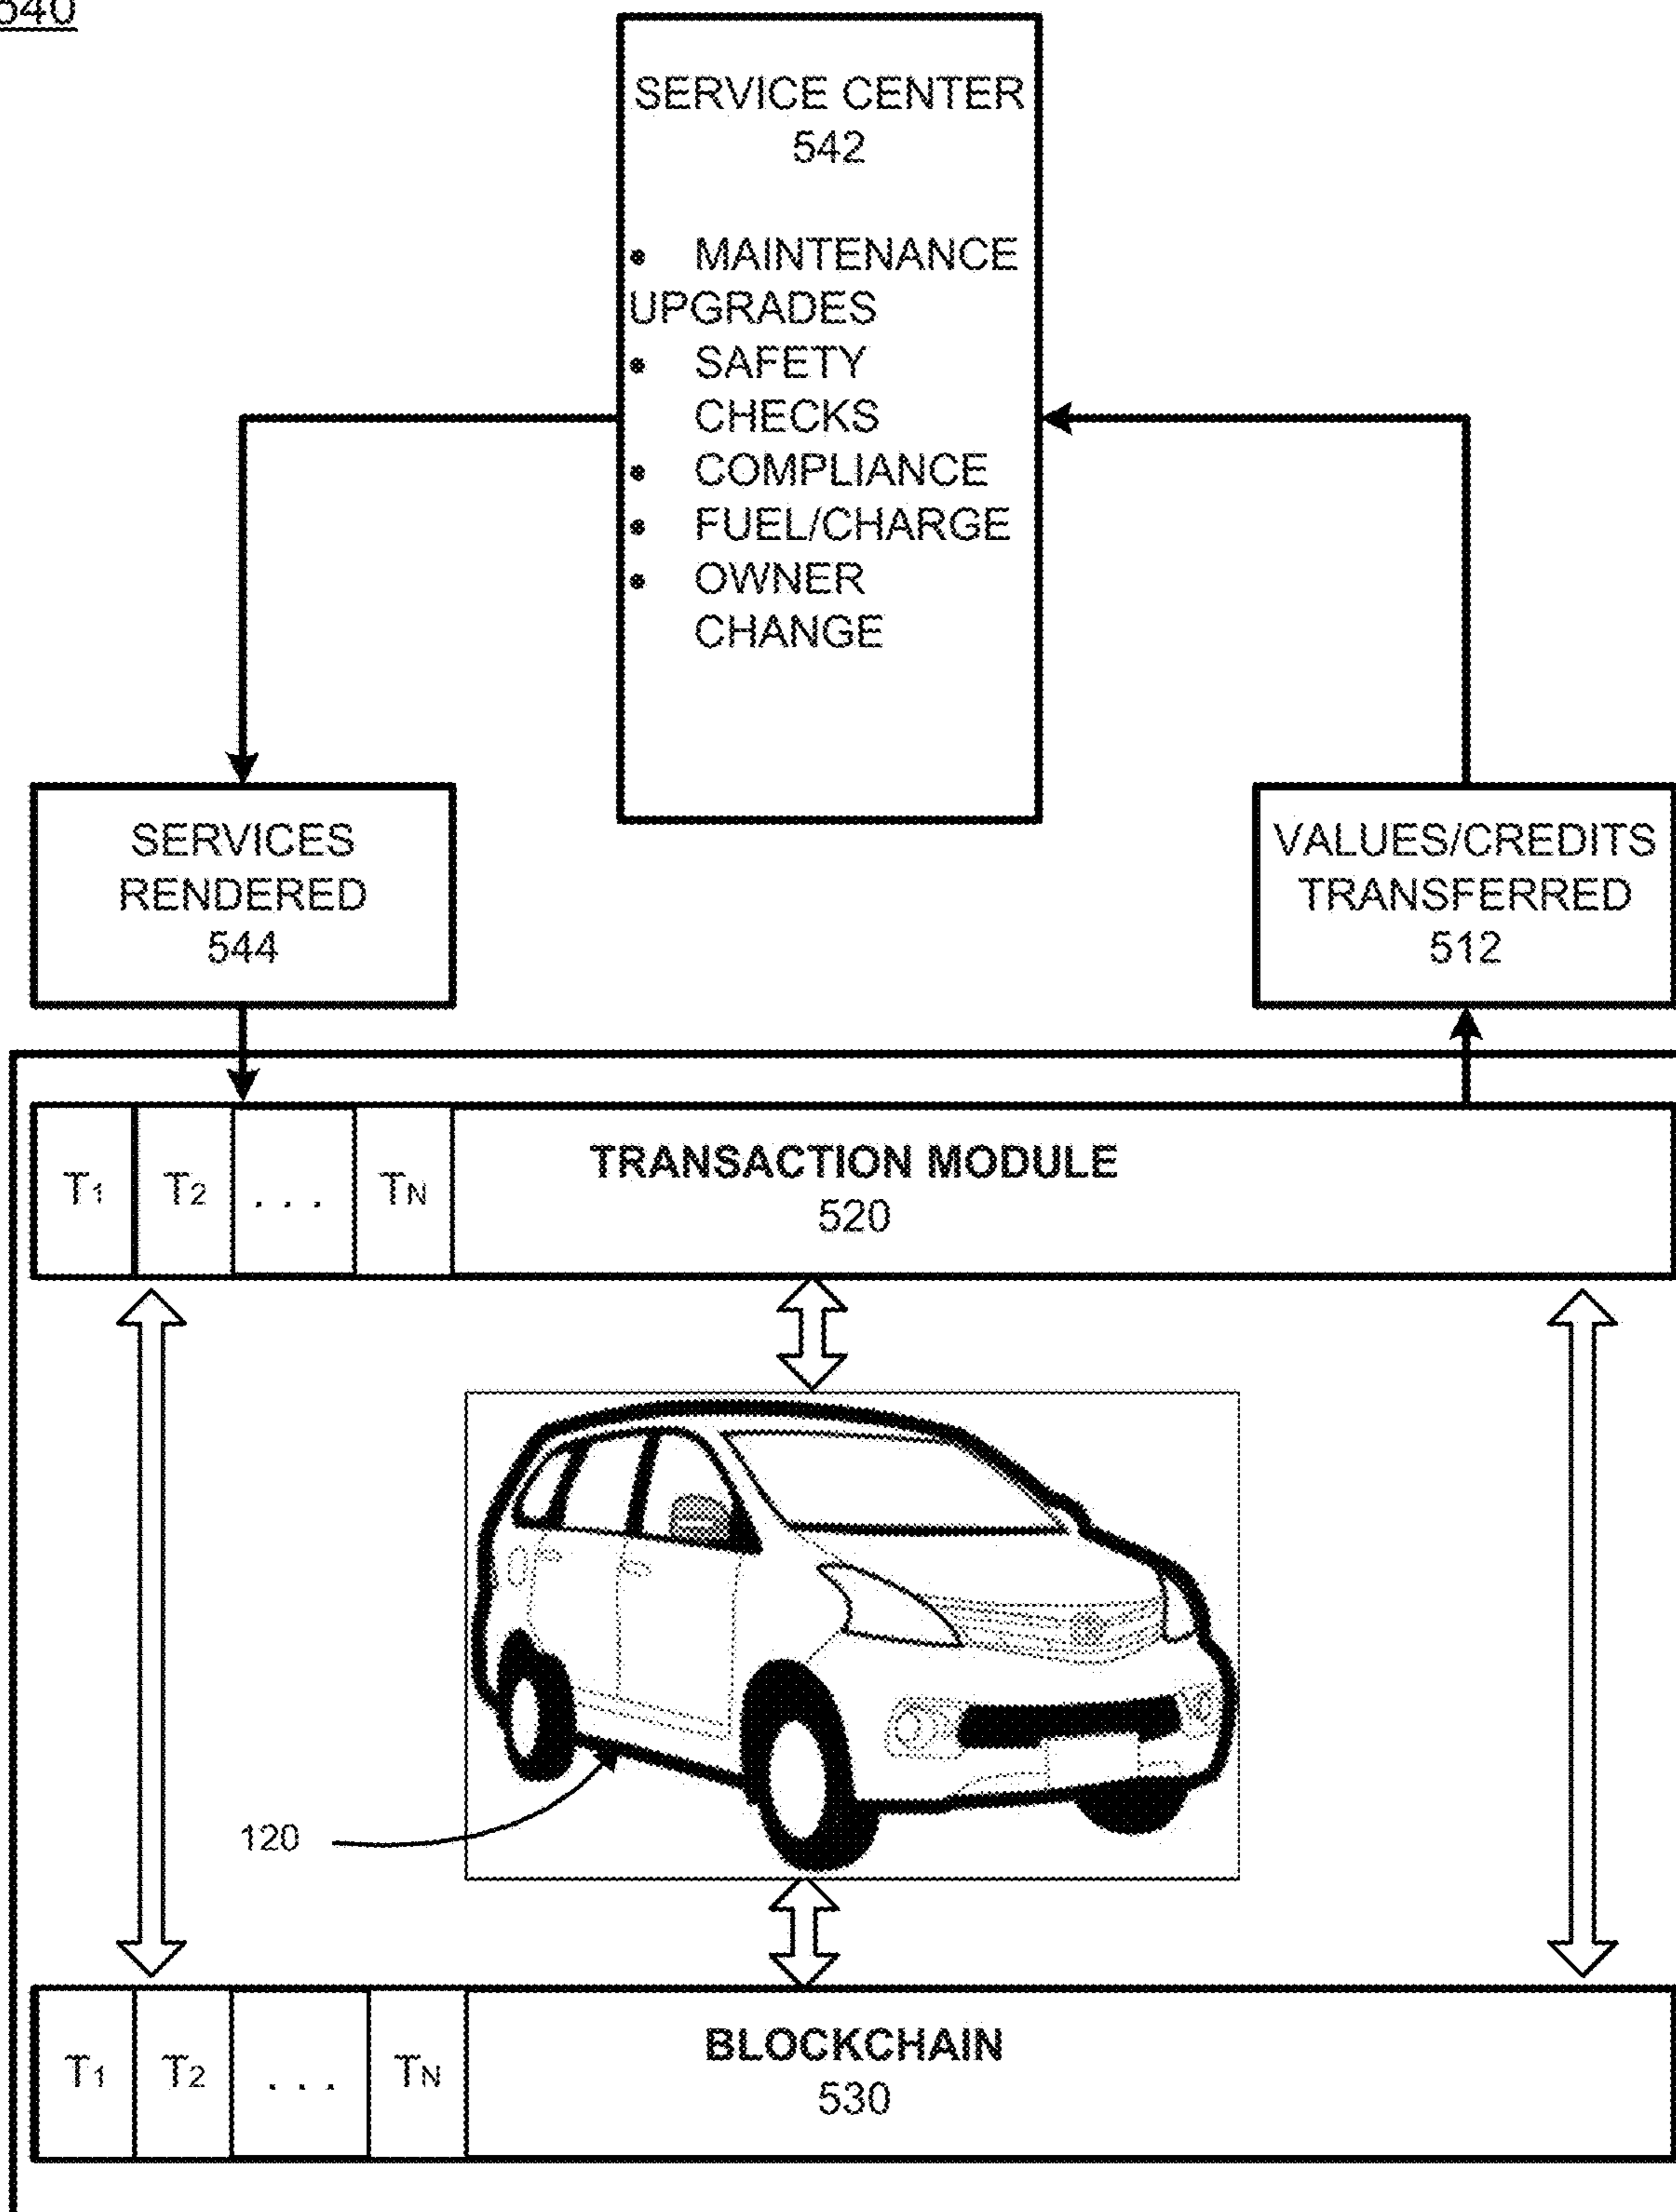 540
SERVICE CENTER
542
• MAINTENANCE
UPGRADES
• SAFETY
CHECKS
• COMPLIANCE
• FUEL/CHARGE
• OWNER
CHANGE
SERVICES
RENDERED
544
VALUES/CREDITS
TRANSFERRED
512
T1 T2 ... TN
TRANSACTION MODULE
520
120
T1 T2 ... TN
BLOCKCHAIN
530